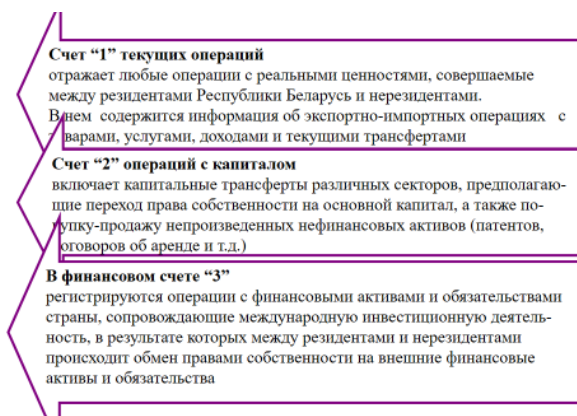 Счет “1” текущих операций
отражает любые операции с реальными ценностями, совершаемые
между резидентами Республики Беларусь и нерезидентами.
В нем содержится информация об экспортно-импортных операциях с
товарами, услугами, доходами и текущими трансфертами
Счет “2” операций с капиталом
включает капитальные трансферты различных секторов, предполагаю-
щие переход права собственности на основной капитал, а также по-
купку-продажу непроизведенных нефинансовых активов (патентов,
договоров об аренде и т.д.)
В финансовом счете “3”
регистрируются операции с финансовыми активами и обязательствами
страны, сопровождающие международную инвестиционную деятель-
ность, в результате которых между резидентами и нерезидентами
происходит обмен правами собственности на внешние финансовые
активы и обязательства